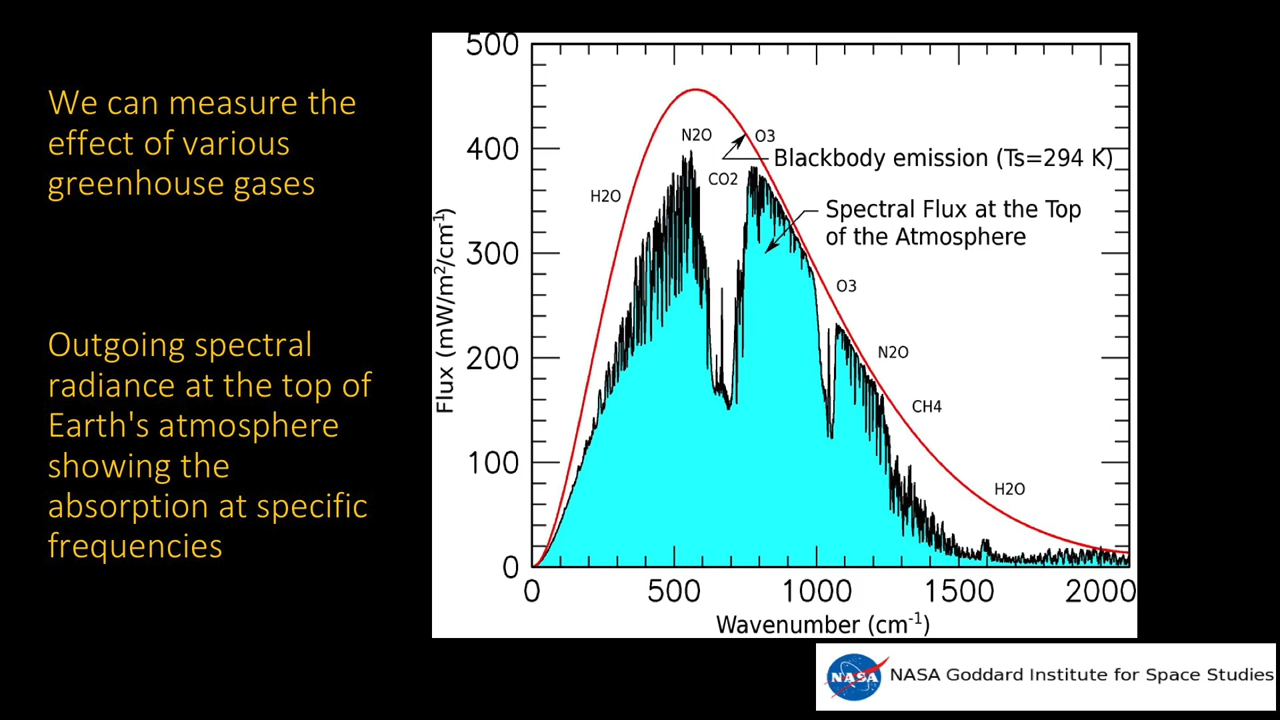 We can measure the
effect of various
greenhouse gases
Outgoing spectral
radiance at the top of
Earth's atmosphere
showing the
absorption at specific
frequencies
500
400
300
200
100
0
Flux (mW/m²/cm⁻¹)
0 500 1000 1500 2000
Wavenumber (cm⁻¹)
N2O
O3
Blackbody emission (Ts=294 K)
CO2
H2O
Spectral Flux at the Top
of the Atmosphere
O3
N2O
CH4
H2O
NASA
NASA Goddard Institute for Space Studies